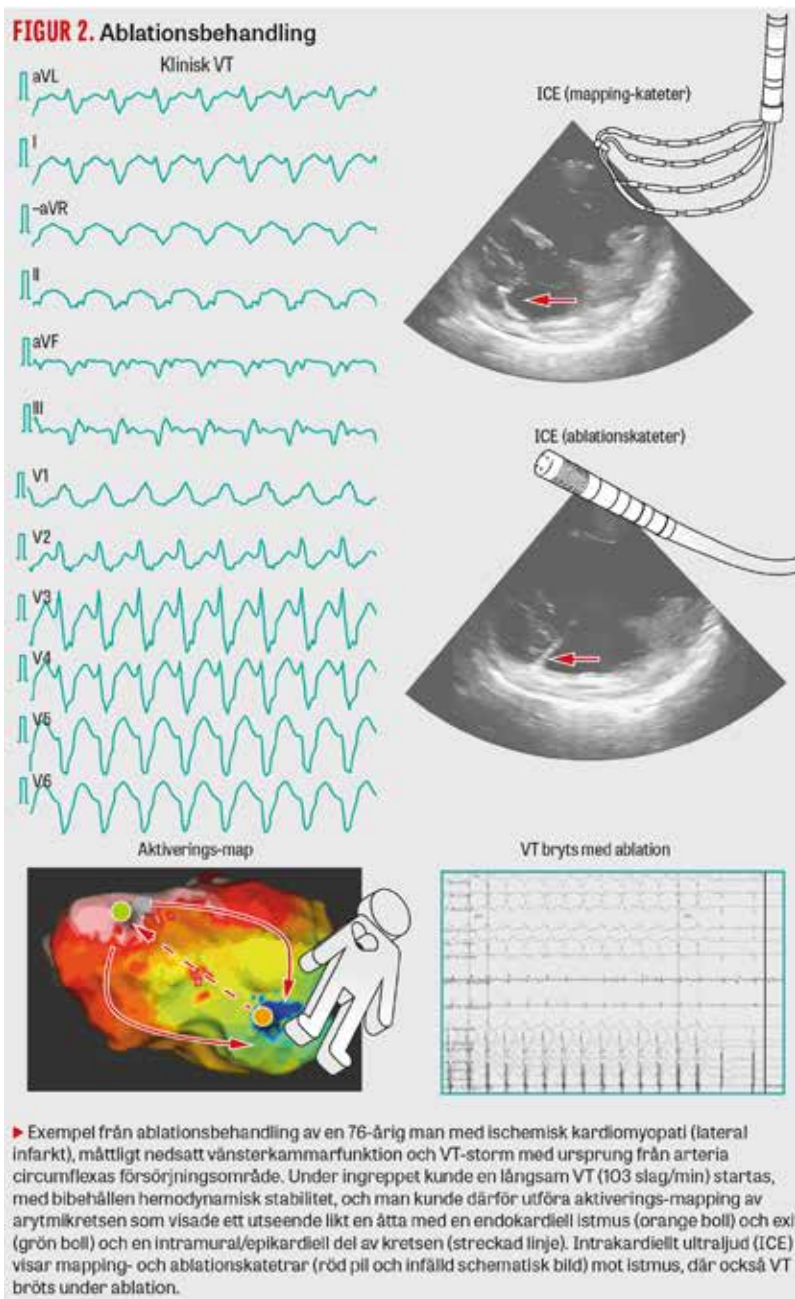 FIGUR 2. Ablationsbehandling
Klinisk VT
aVL
I
–aVR
II
aVF
III
V1
V2
V3
V4
V5
V6
ICE (mapping-kateter)
ICE (ablationskateter)
Aktiverings-map
VT bryts med ablation
▶ Exempel från ablationsbehandling av en 76-årig man med ischemisk kardiomyopati (lateral
infarkt), måttligt nedsatt vänsterkammarfunktion och VT-storm med ursprung från arteria
circumflexas försörjningsområde. Under ingreppet kunde en långsam VT (103 slag/min) startas,
med bibehållen hemodynamisk stabilitet, och man kunde därför utföra aktiverings-mapping av
arytmikretsen som visade ett utseende likt en åtta med en endokardiell istmus (orange boll) och exi
(grön boll) och en intramural/epikardiell del av kretsen (streckad linje). Intrakardiellt ultraljud (ICE)
visar mapping- och ablationskatetrar (röd pil och infälld schematisk bild) mot istmus, där också VT
bröts under ablation.